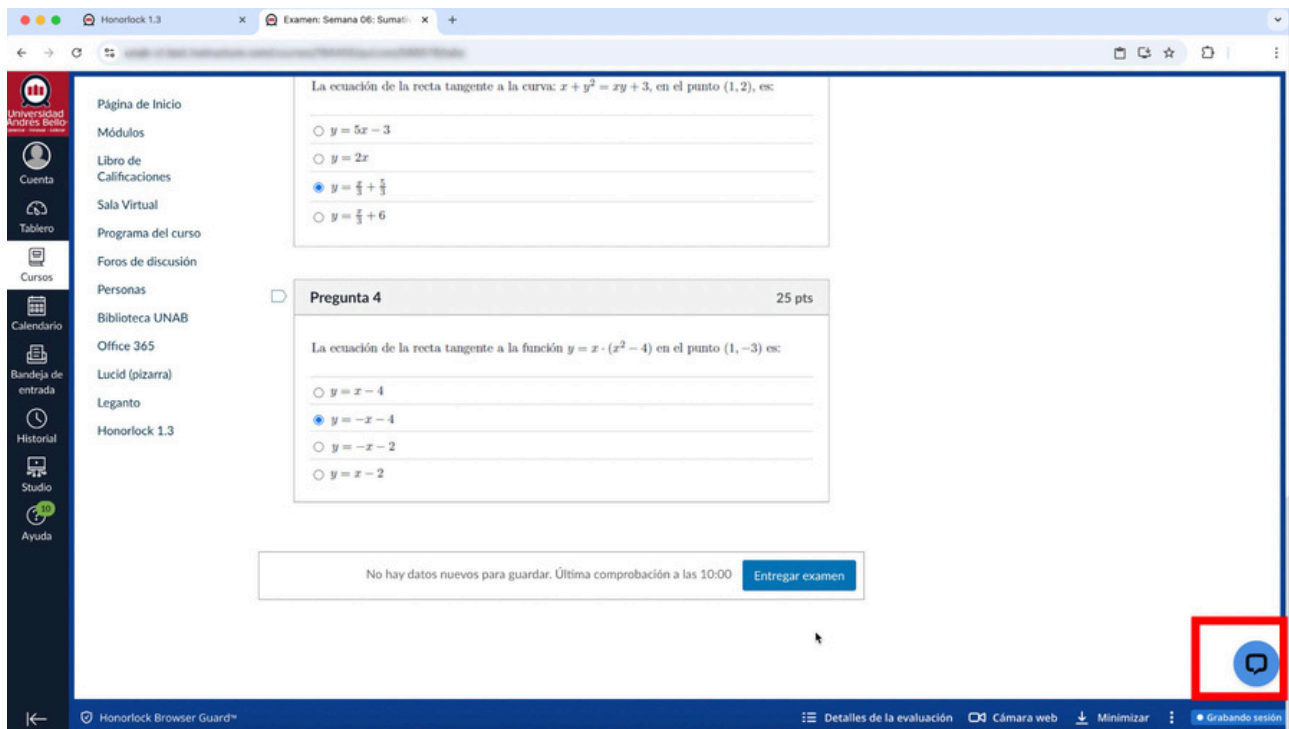 Honorlock 1.3
Examen: Semana 06: Sumati
Universidad
Andrés Bello
Cuenta
Tablero
Cursos
Calendario
Bandeja de
entrada
Historial
Studio
10
Ayuda
Página de Inicio
Módulos
Libro de
Calificaciones
Sala Virtual
Programa del curso
Foros de discusión
Personas
Biblioteca UNAB
Office 365
Lucid (pizarra)
Leganto
Honorlock 1.3
La ecuación de la recta tangente a la curva: x + y² = xy + 3, en el punto (1, 2), es:
y = 5x − 3
y = 2x
y = x/3 + 5/3
y = x/3 + 6
Pregunta 4
25 pts
La ecuación de la recta tangente a la función y = x · (x² − 4) en el punto (1, −3) es:
y = x − 4
y = −x − 4
y = −x − 2
y = x − 2
No hay datos nuevos para guardar. Última comprobación a las 10:00
Entregar examen
Honorlock Browser Guard™
Detalles de la evaluación
Cámara web
Minimizar
Grabando sesión